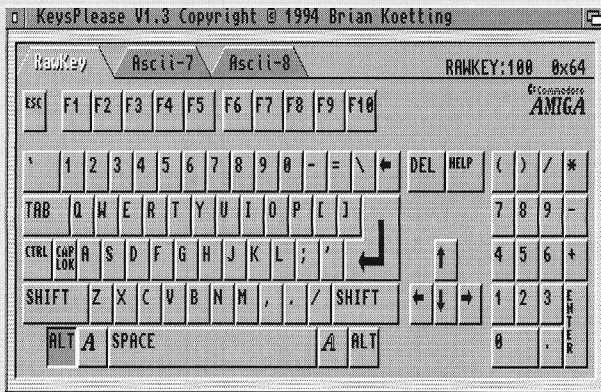 KeysPlease V1.3 Copyright © 1994 Brian Koetting
RawKey Ascii-7 Ascii-8 RAWKEY:100 0x64
C= Commodore
AMIGA
ESC F1 F2 F3 F4 F5 F6 F7 F8 F9 F10
` 1 2 3 4 5 6 7 8 9 0 - = \ ← DEL HELP ( ) / *
TAB Q W E R T Y U I O P [ ] 7 8 9 -
CTRL CAP LOK A S D F G H J K L ; ' ↵ ↑ 4 5 6 +
SHIFT Z X C V B N M , . / SHIFT ← ↓ → 1 2 3 ENTER
ALT A SPACE A ALT 0 .